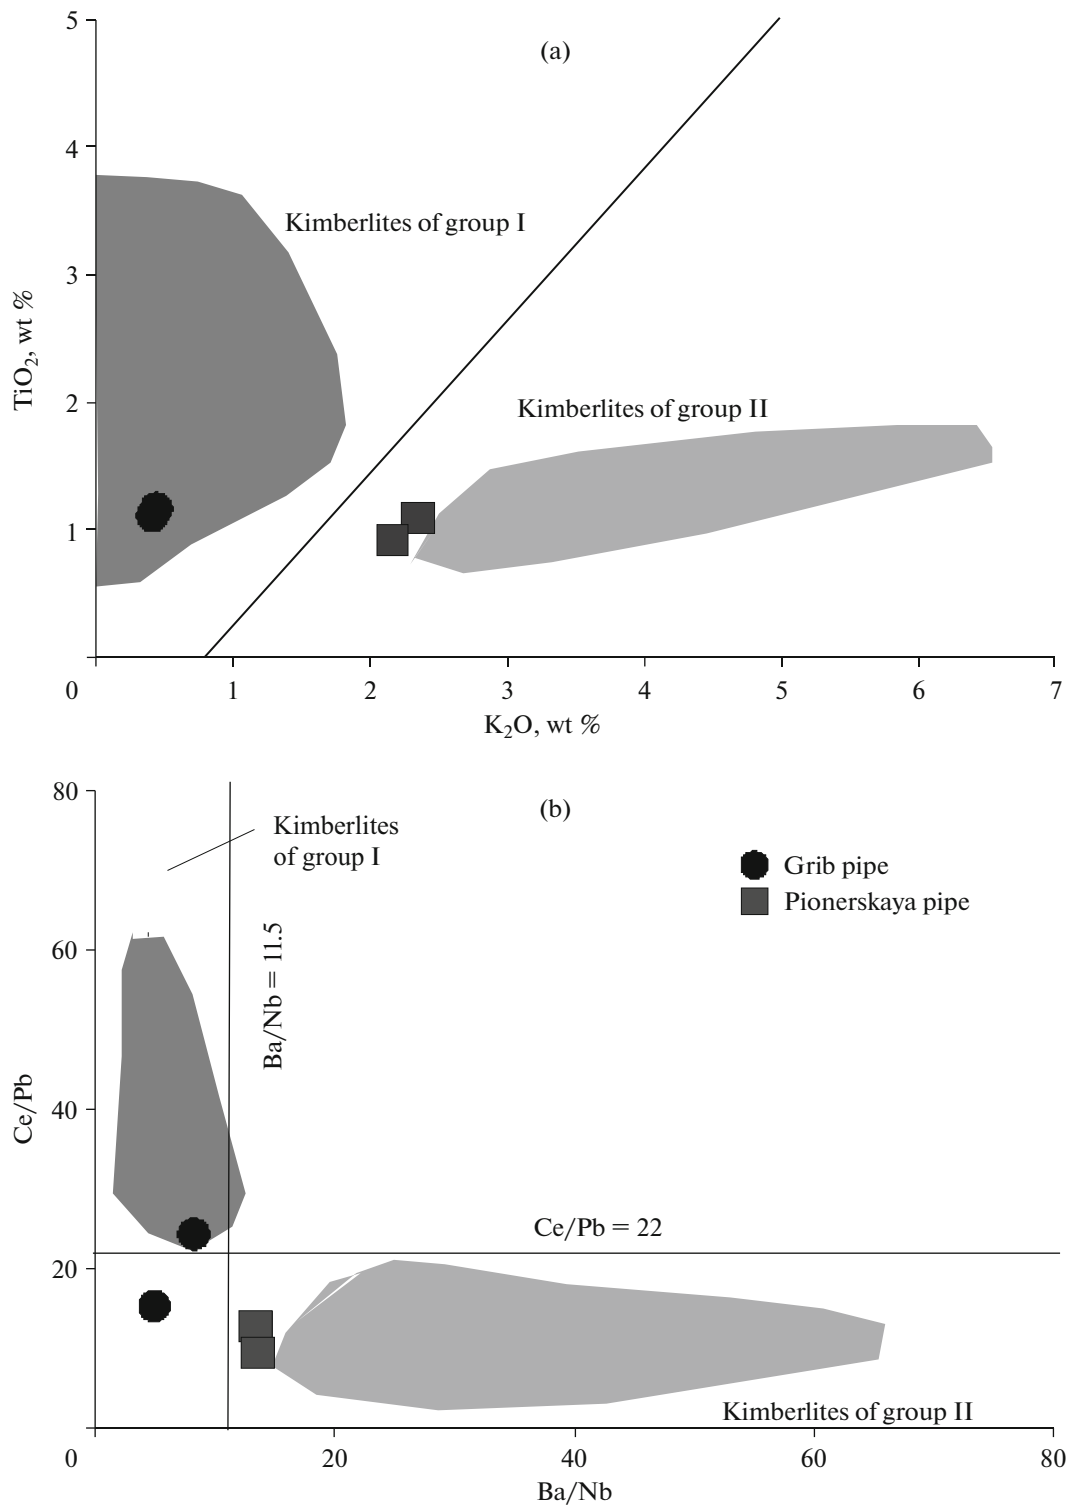 5
(a)
4
Kimberlites of group I
3
TiO₂, wt %
Kimberlites of group II
2
1
0
1
2
3
4
5
6
7
K₂O, wt %
80
(b)
Kimberlites
of group I
Grib pipe
Pionerskaya pipe
60
Ba/Nb = 11.5
Ce/Pb
40
Ce/Pb = 22
20
Kimberlites of group II
0
20
40
60
80
Ba/Nb